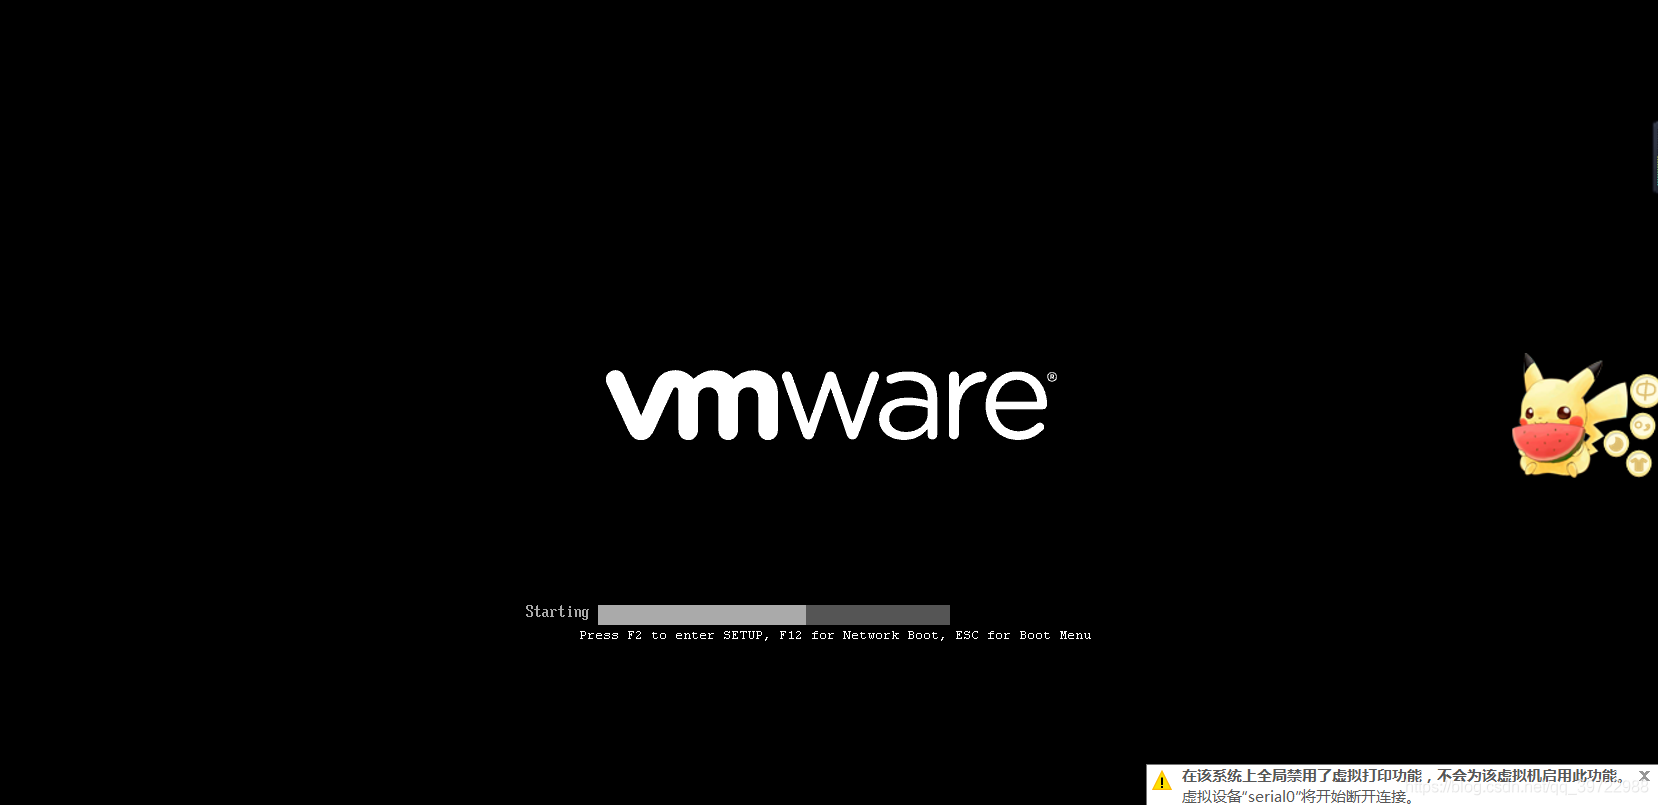 vmware®
中
Starting
Press F2 to enter SETUP, F12 for Network Boot, ESC for Boot Menu
在该系统上全局禁用了虚拟打印功能，不会为该虚拟机启用此功能。
虚拟设备“serial0”将开始断开连接。
https://blog.csdn.net/qq_39722988